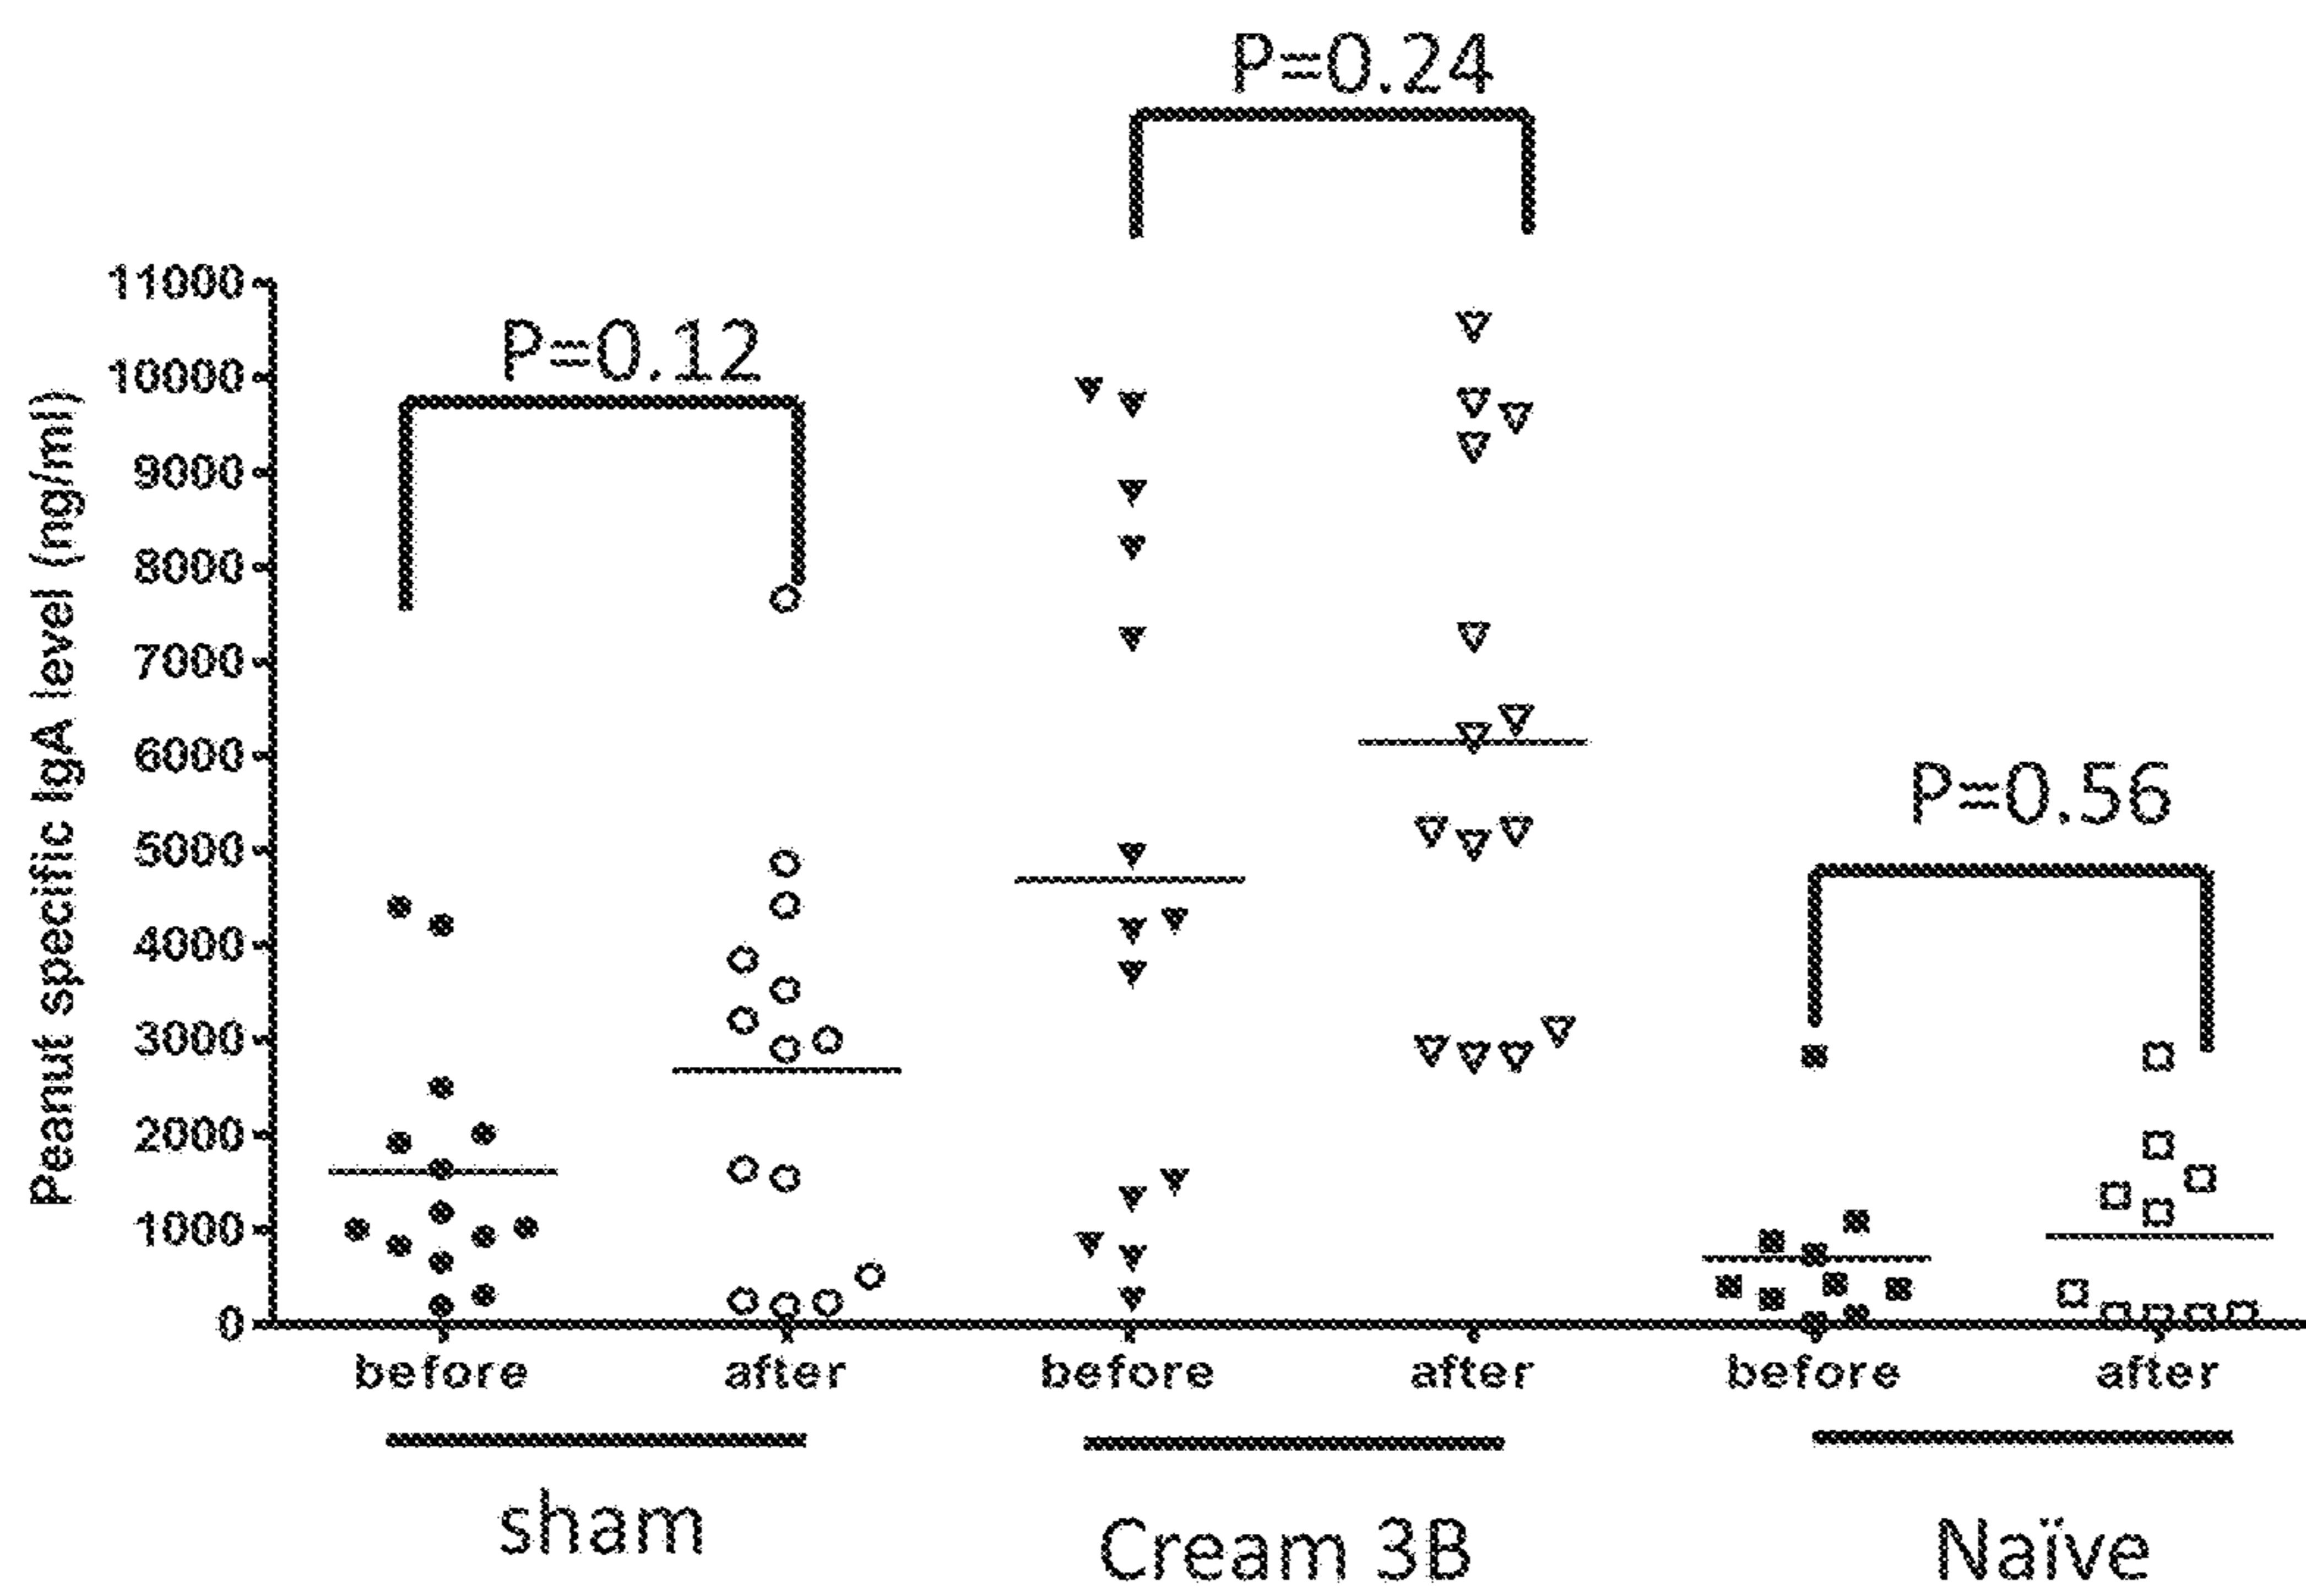 P=0.24
P=0.12
P=0.56
Peanut specific IgA level (ng/ml)
11000
10000
9000
8000
7000
6000
5000
4000
3000
2000
1000
0
before after before after before after
sham Cream 3B Naïve